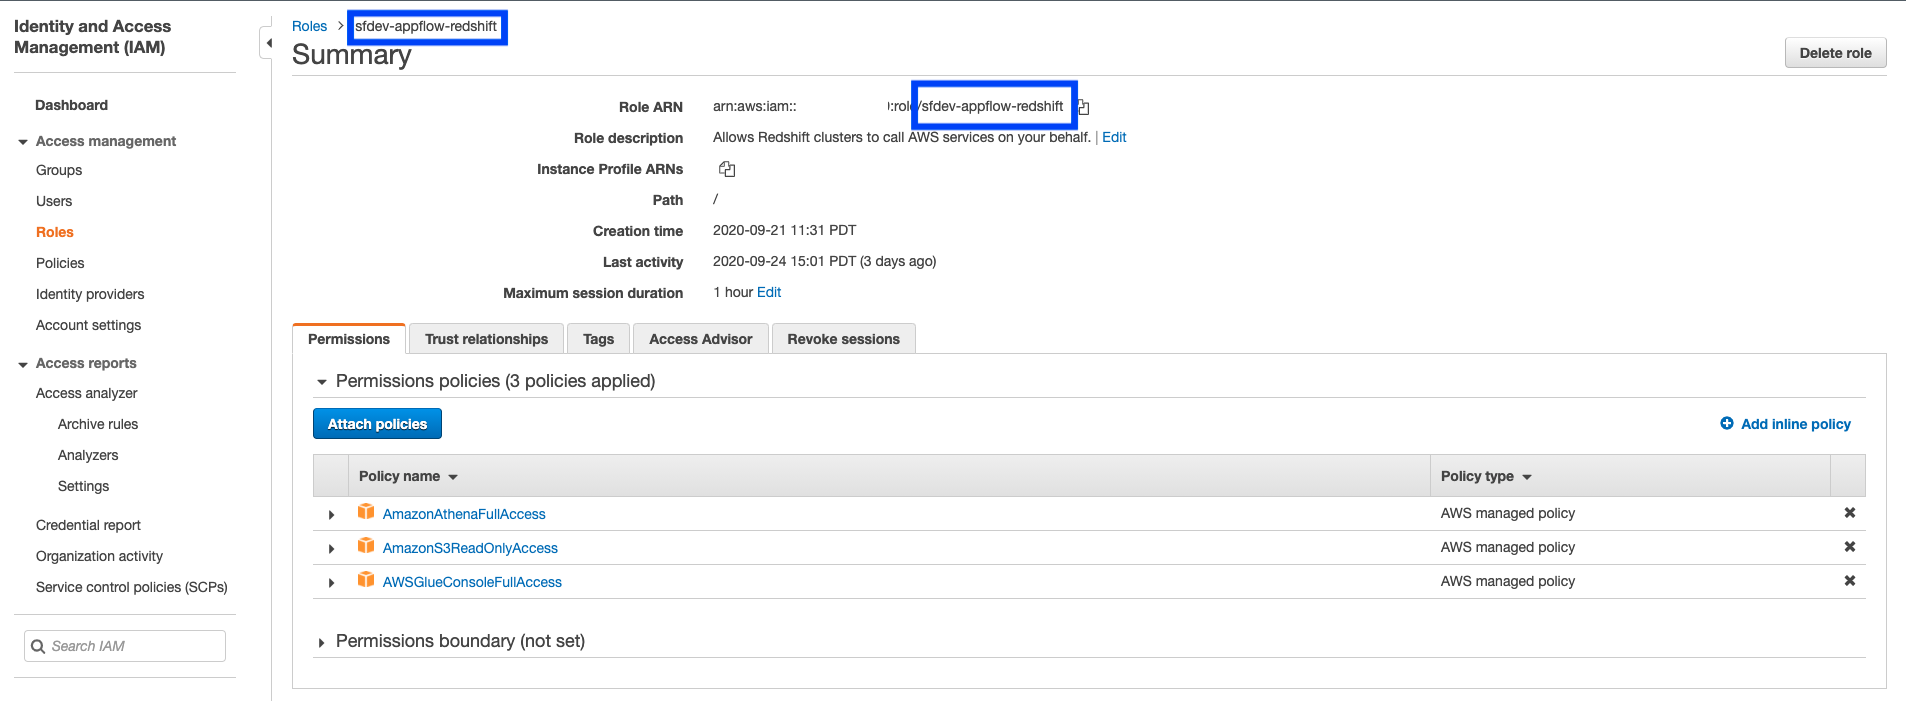 Identity and Access
Management (IAM)
Dashboard
Access management
Groups
Users
Roles
Policies
Identity providers
Account settings
Access reports
Access analyzer
Archive rules
Analyzers
Settings
Credential report
Organization activity
Service control policies (SCPs)
Search IAM
Roles > sfdev-appflow-redshift
Summary
Delete role
Role ARN arn:aws:iam:: :role/sfdev-appflow-redshift
Role description Allows Redshift clusters to call AWS services on your behalf. | Edit
Instance Profile ARNs
Path /
Creation time 2020-09-21 11:31 PDT
Last activity 2020-09-24 15:01 PDT (3 days ago)
Maximum session duration 1 hour Edit
Permissions Trust relationships Tags Access Advisor Revoke sessions
Permissions policies (3 policies applied)
Attach policies Add inline policy
Policy name Policy type
AmazonAthenaFullAccess AWS managed policy
AmazonS3ReadOnlyAccess AWS managed policy
AWSGlueConsoleFullAccess AWS managed policy
Permissions boundary (not set)